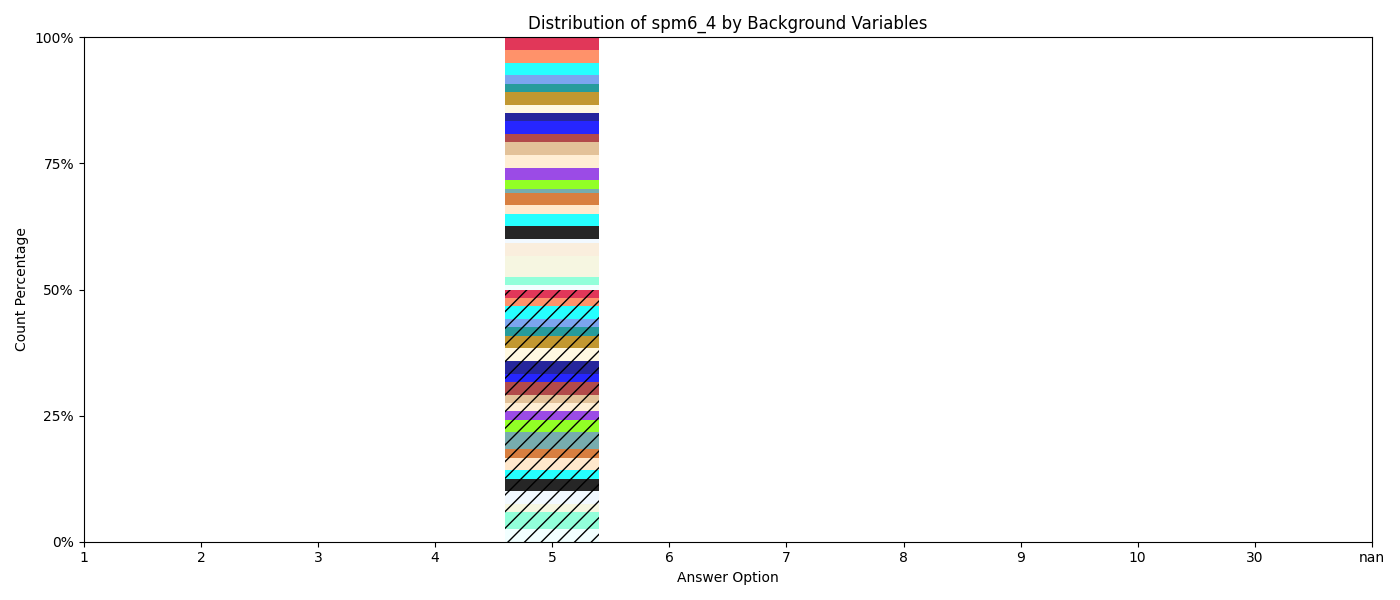 Distribution of spm6_4 by Background Variables
100%
75%
50%
25%
0%
Count Percentage
1 2 3 4 5 6 7 8 9 10 30 nan
Answer Option